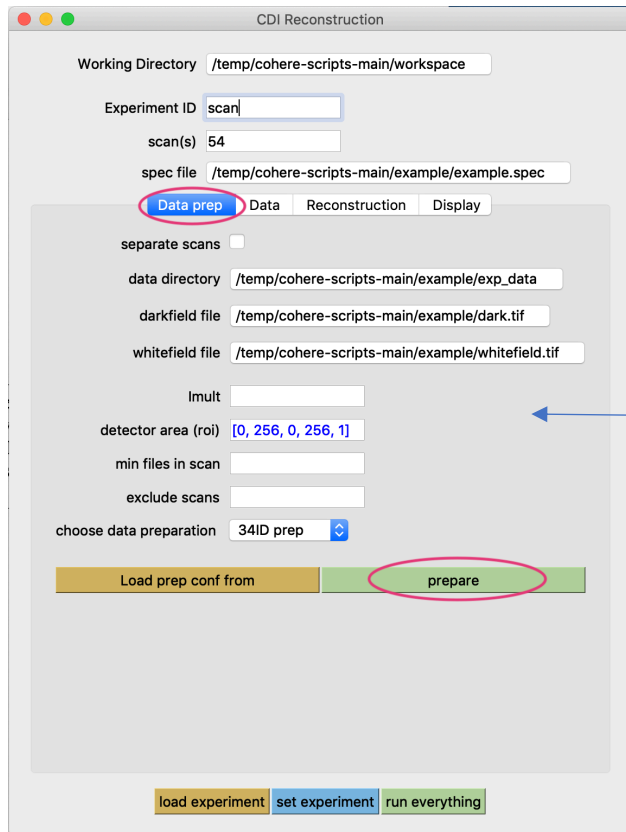 CDI Reconstruction
Working Directory /temp/cohere-scripts-main/workspace
Experiment ID scan
scan(s) 54
spec file /temp/cohere-scripts-main/example/example.spec
Data prep Data Reconstruction Display
separate scans
data directory /temp/cohere-scripts-main/example/exp_data
darkfield file /temp/cohere-scripts-main/example/dark.tif
whitefield file /temp/cohere-scripts-main/example/whitefield.tif
Imult
detector area (roi) [0, 256, 0, 256, 1]
min files in scan
exclude scans
choose data preparation 34ID prep
Load prep conf from prepare
load experiment set experiment run everything